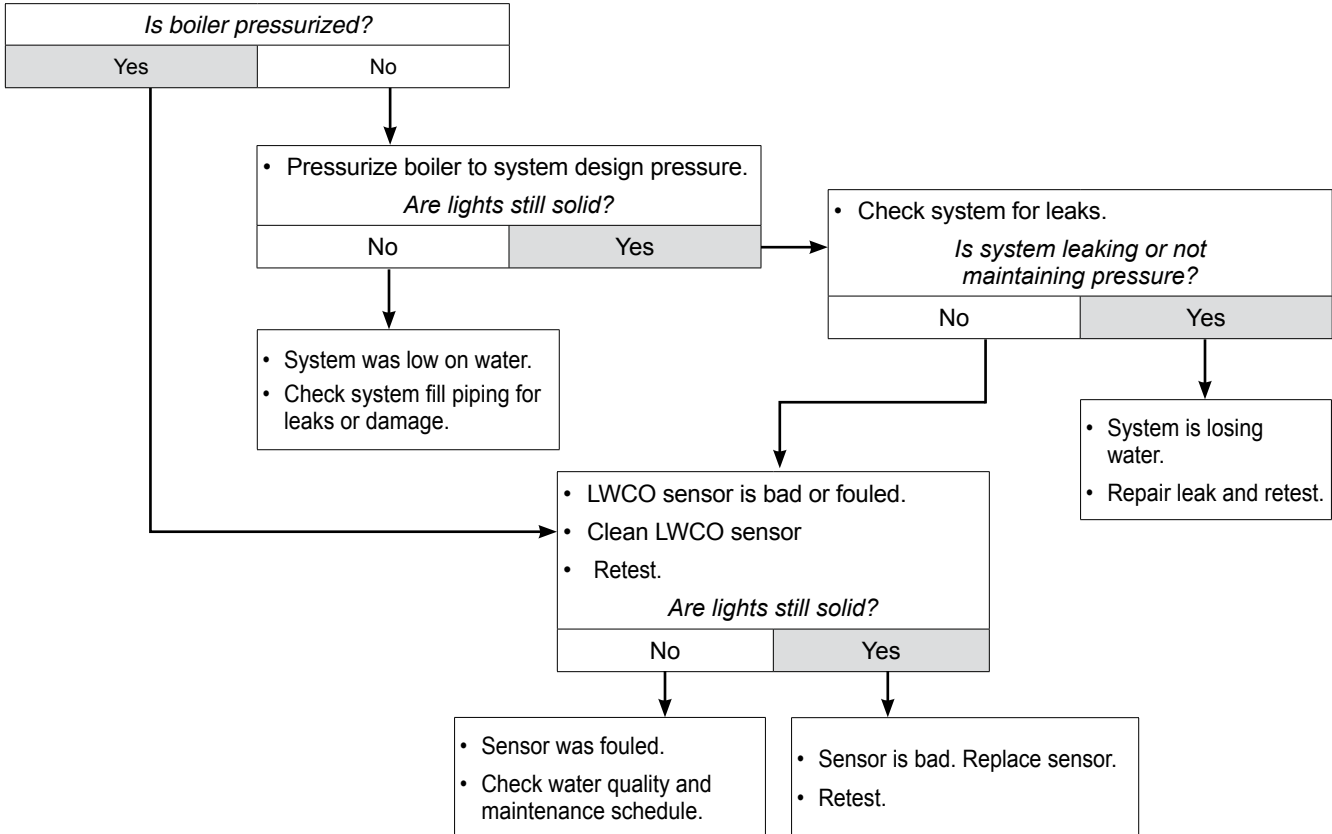 Is boiler pressurized?
Yes
No
• Pressurize boiler to system design pressure.
Are lights still solid?
No
Yes
• Check system for leaks.
Is system leaking or not
maintaining pressure?
No
Yes
• System was low on water.
• Check system fill piping for
leaks or damage.
• System is losing
water.
• Repair leak and retest.
• LWCO sensor is bad or fouled.
• Clean LWCO sensor
• Retest.
Are lights still solid?
No
Yes
• Sensor was fouled.
• Check water quality and
maintenance schedule.
• Sensor is bad. Replace sensor.
• Retest.